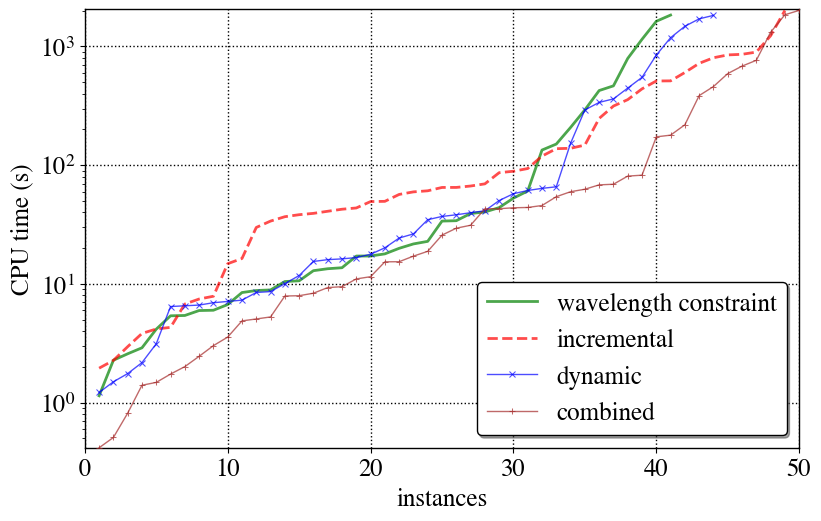 CPU time (s)
10³
10²
10¹
10⁰
0
10
20
30
40
50
instances
wavelength constraint
incremental
dynamic
combined